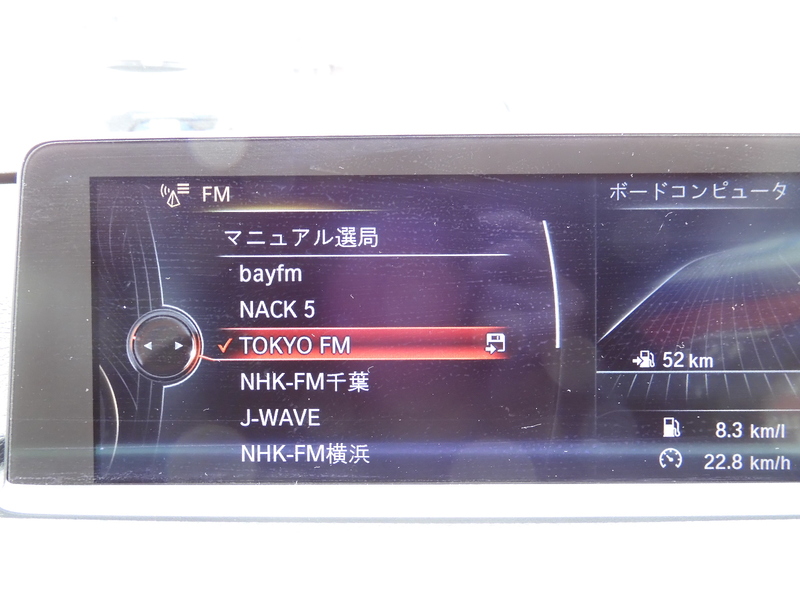 FM
マニュアル選局
bayfm
NACK 5
TOKYO FM
NHK-FM千葉
J-WAVE
NHK-FM横浜
ボードコンピュータ
52 km
8.3 km/l
22.8 km/h